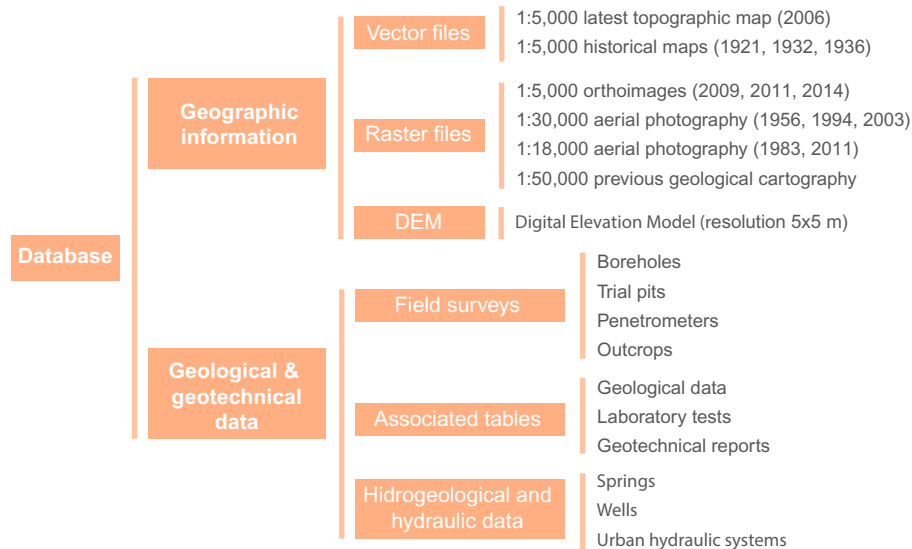 Database
Geographic
information
Vector files
1:5,000 latest topographic map (2006)
1:5,000 historical maps (1921, 1932, 1936)
Raster files
1:5,000 orthoimages (2009, 2011, 2014)
1:30,000 aerial photography (1956, 1994, 2003)
1:18,000 aerial photography (1983, 2011)
1:50,000 previous geological cartography
DEM
Digital Elevation Model (resolution 5x5 m)
Geological &
geotechnical
data
Field surveys
Boreholes
Trial pits
Penetrometers
Outcrops
Associated tables
Geological data
Laboratory tests
Geotechnical reports
Hidrogeological and
hydraulic data
Springs
Wells
Urban hydraulic systems